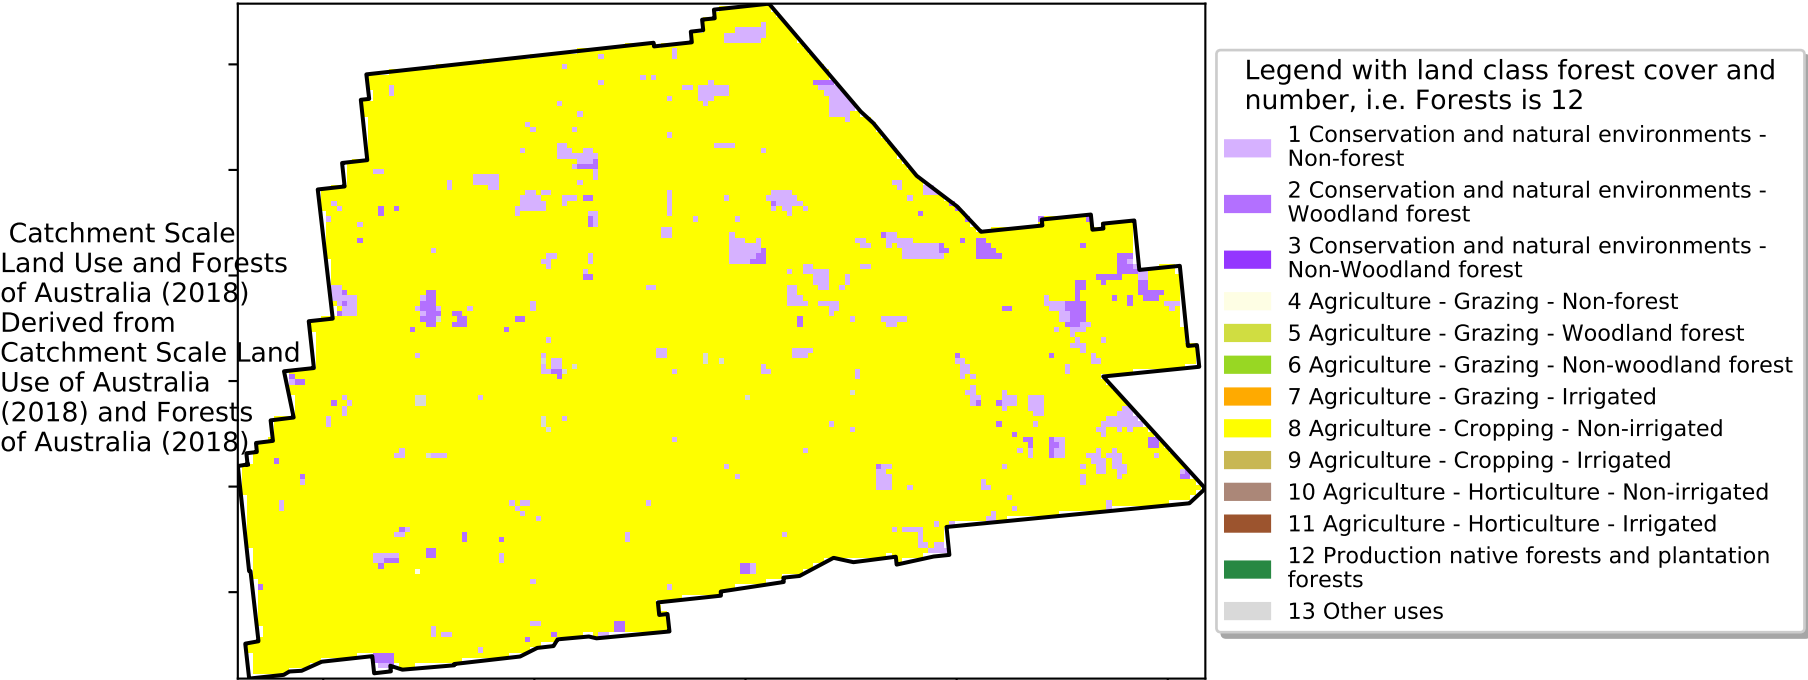 Catchment Scale
Land Use and Forests
of Australia (2018)
Derived from
Catchment Scale Land
Use of Australia
(2018) and Forests
of Australia (2018)
Legend with land class forest cover and
number, i.e. Forests is 12
1 Conservation and natural environments -
Non-forest
2 Conservation and natural environments -
Woodland forest
3 Conservation and natural environments -
Non-Woodland forest
4 Agriculture - Grazing - Non-forest
5 Agriculture - Grazing - Woodland forest
6 Agriculture - Grazing - Non-woodland forest
7 Agriculture - Grazing - Irrigated
8 Agriculture - Cropping - Non-irrigated
9 Agriculture - Cropping - Irrigated
10 Agriculture - Horticulture - Non-irrigated
11 Agriculture - Horticulture - Irrigated
12 Production native forests and plantation
forests
13 Other uses